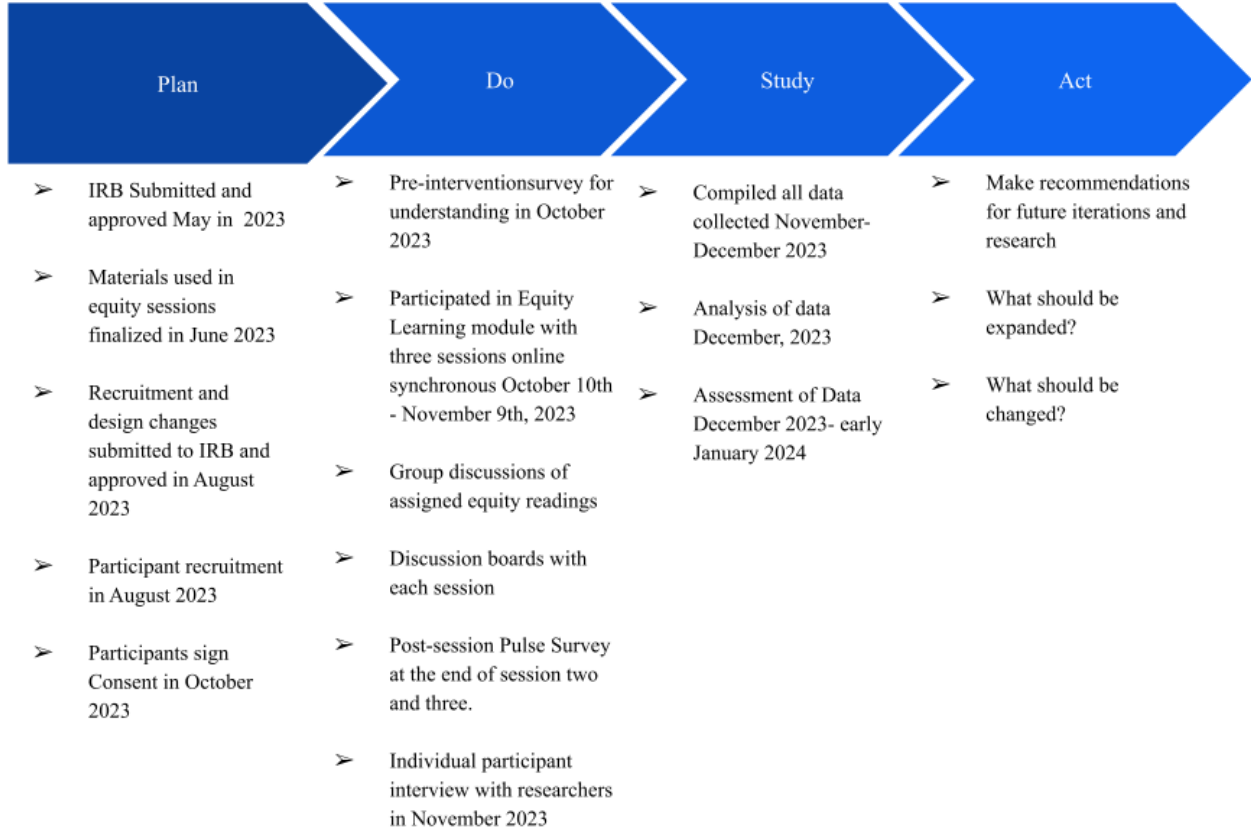 Plan
Do
Study
Act
➢ IRB Submitted and
approved May in 2023
➢ Materials used in
equity sessions
finalized in June 2023
➢ Recruitment and
design changes
submitted to IRB and
approved in August
2023
➢ Participant recruitment
in August 2023
➢ Participants sign
Consent in October
2023
➢ Pre-interventionsurvey for
understanding in October
2023
➢ Participated in Equity
Learning module with
three sessions online
synchronous October 10th
- November 9th, 2023
➢ Group discussions of
assigned equity readings
➢ Discussion boards with
each session
➢ Post-session Pulse Survey
at the end of session two
and three.
➢ Individual participant
interview with researchers
in November 2023
➢ Compiled all data
collected November-
December 2023
➢ Analysis of data
December, 2023
➢ Assessment of Data
December 2023- early
January 2024
➢ Make recommendations
for future iterations and
research
➢ What should be
expanded?
➢ What should be
changed?